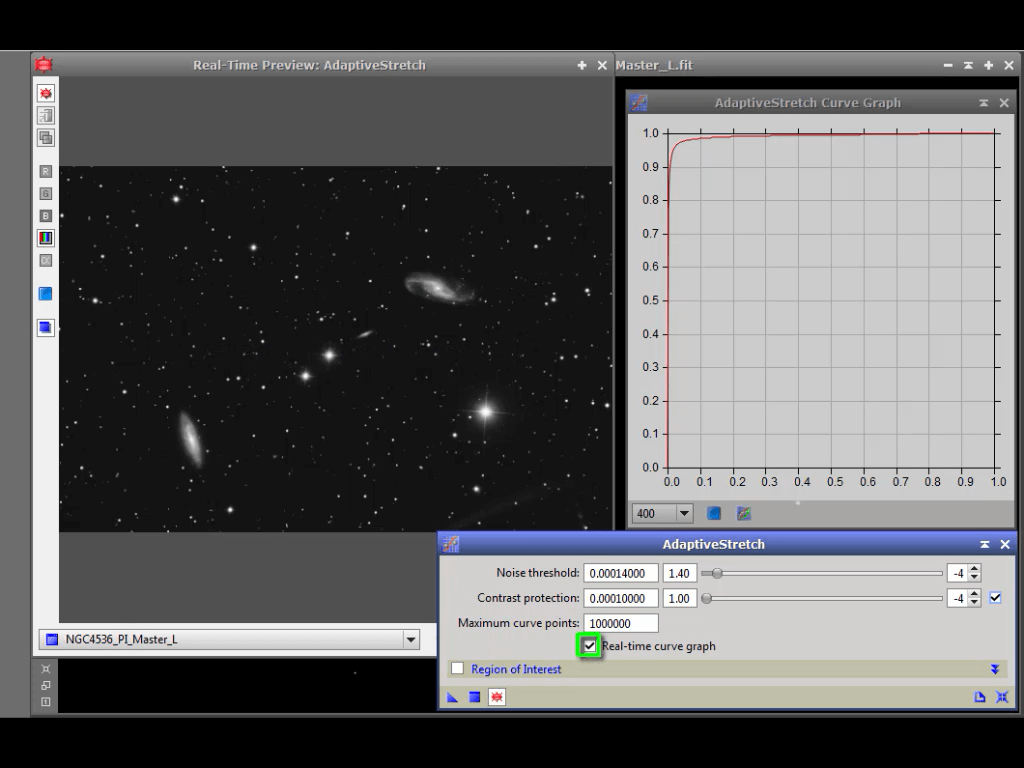 Real-Time Preview: AdaptiveStretch
Master_L.fit
AdaptiveStretch Curve Graph
R
G
B
1.0
0.9
0.8
0.7
0.6
0.5
0.4
0.3
0.2
0.1
0.0
0.0 0.1 0.2 0.3 0.4 0.5 0.6 0.7 0.8 0.9 1.0
400
AdaptiveStretch
Noise threshold: 0.00014000 1.40 -4
Contrast protection: 0.00010000 1.00 -4
Maximum curve points: 1000000
Real-time curve graph
Region of Interest
NGC4536_PI_Master_L